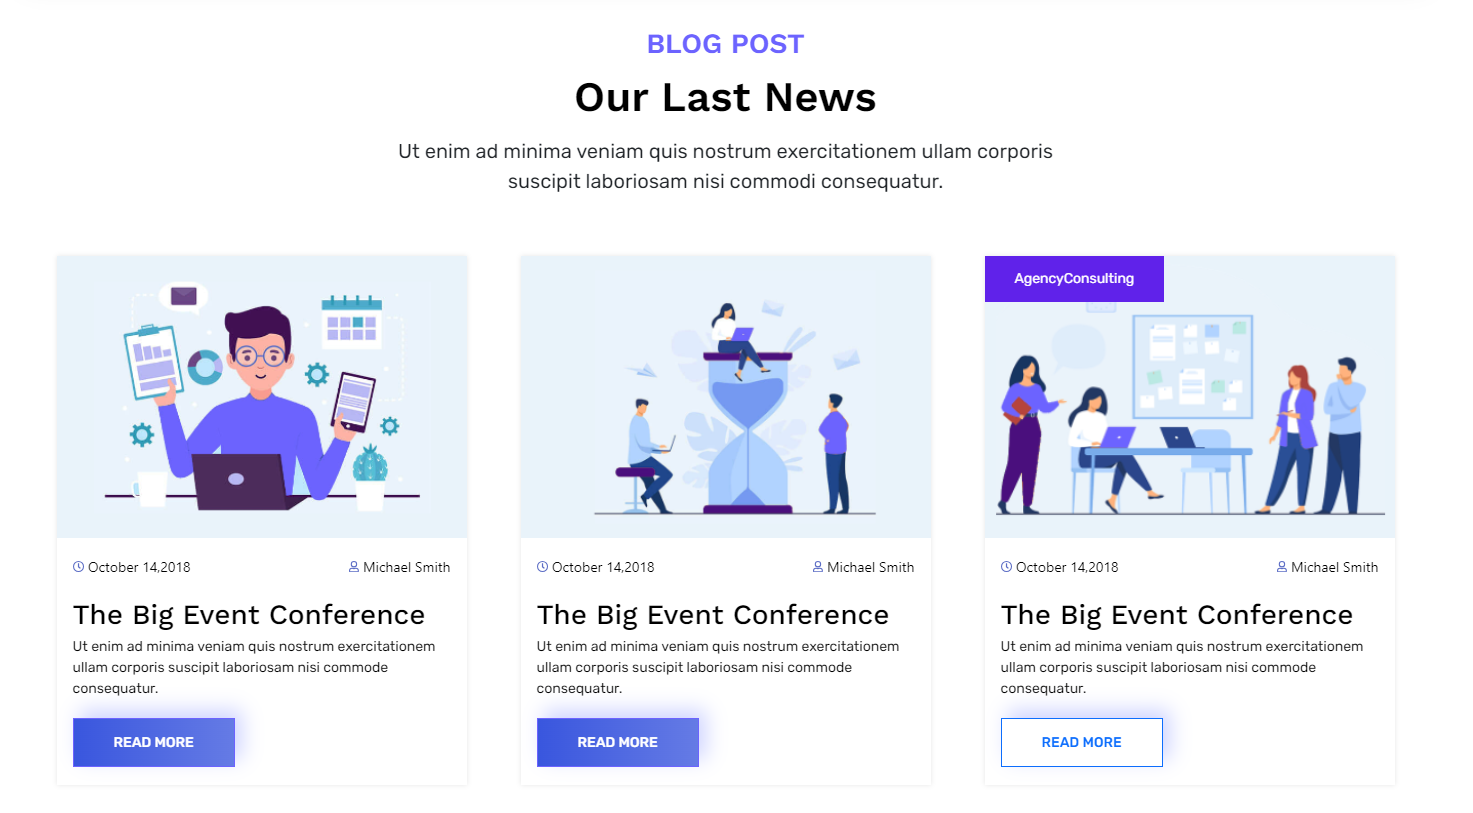 BLOG POST
Our Last News
Ut enim ad minima veniam quis nostrum exercitationem ullam corporis
suscipit laboriosam nisi commodi consequatur.
AgencyConsulting
October 14,2018
Michael Smith
The Big Event Conference
Ut enim ad minima veniam quis nostrum exercitationem
ullam corporis suscipit laboriosam nisi commode
consequatur.
READ MORE
October 14,2018
Michael Smith
The Big Event Conference
Ut enim ad minima veniam quis nostrum exercitationem
ullam corporis suscipit laboriosam nisi commode
consequatur.
READ MORE
October 14,2018
Michael Smith
The Big Event Conference
Ut enim ad minima veniam quis nostrum exercitationem
ullam corporis suscipit laboriosam nisi commode
consequatur.
READ MORE